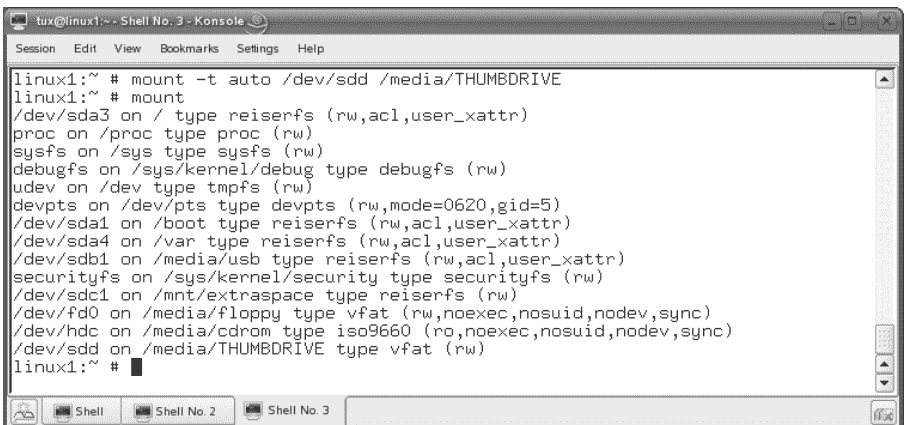 tux@linux1:~ - Shell No. 3 - Konsole
Session Edit View Bookmarks Settings Help
linux1:~ # mount -t auto /dev/sdd /media/THUMBDRIVE
linux1:~ # mount
/dev/sda3 on / type reiserfs (rw,acl,user_xattr)
proc on /proc type proc (rw)
sysfs on /sys type sysfs (rw)
debugfs on /sys/kernel/debug type debugfs (rw)
udev on /dev type tmpfs (rw)
devpts on /dev/pts type devpts (rw,mode=0620,gid=5)
/dev/sda1 on /boot type reiserfs (rw,acl,user_xattr)
/dev/sda4 on /var type reiserfs (rw,acl,user_xattr)
/dev/sdb1 on /media/usb type reiserfs (rw,acl,user_xattr)
securityfs on /sys/kernel/security type securityfs (rw)
/dev/sdc1 on /mnt/extraspace type reiserfs (rw)
/dev/fd0 on /media/floppy type vfat (rw,noexec,nosuid,nodev,sync)
/dev/hdc on /media/cdrom type iso9660 (ro,noexec,nosuid,nodev,sync)
/dev/sdd on /media/THUMBDRIVE type vfat (rw)
linux1:~ #
Shell Shell No. 2 Shell No. 3